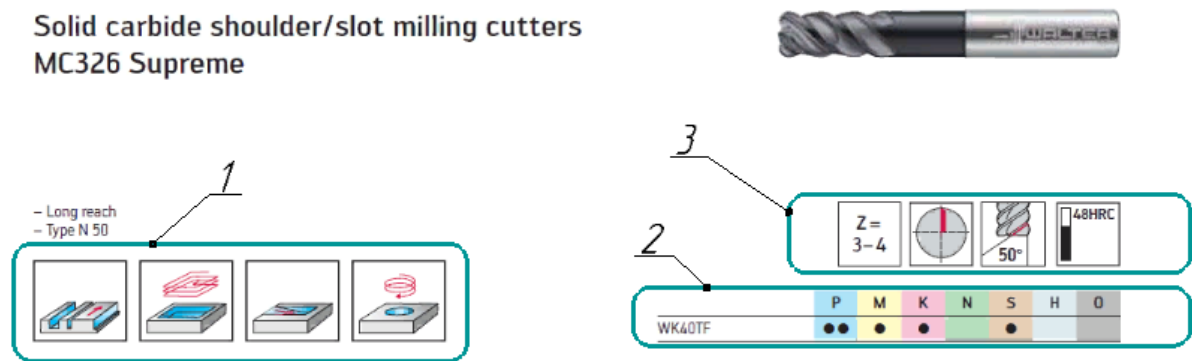 Solid carbide shoulder/slot milling cutters
MC326 Supreme
WALTER
1
– Long reach
– Type N 50
3
Z =
3–4
50°
48HRC
2
P M K N S H O
WK40TF ●● ● ● ●